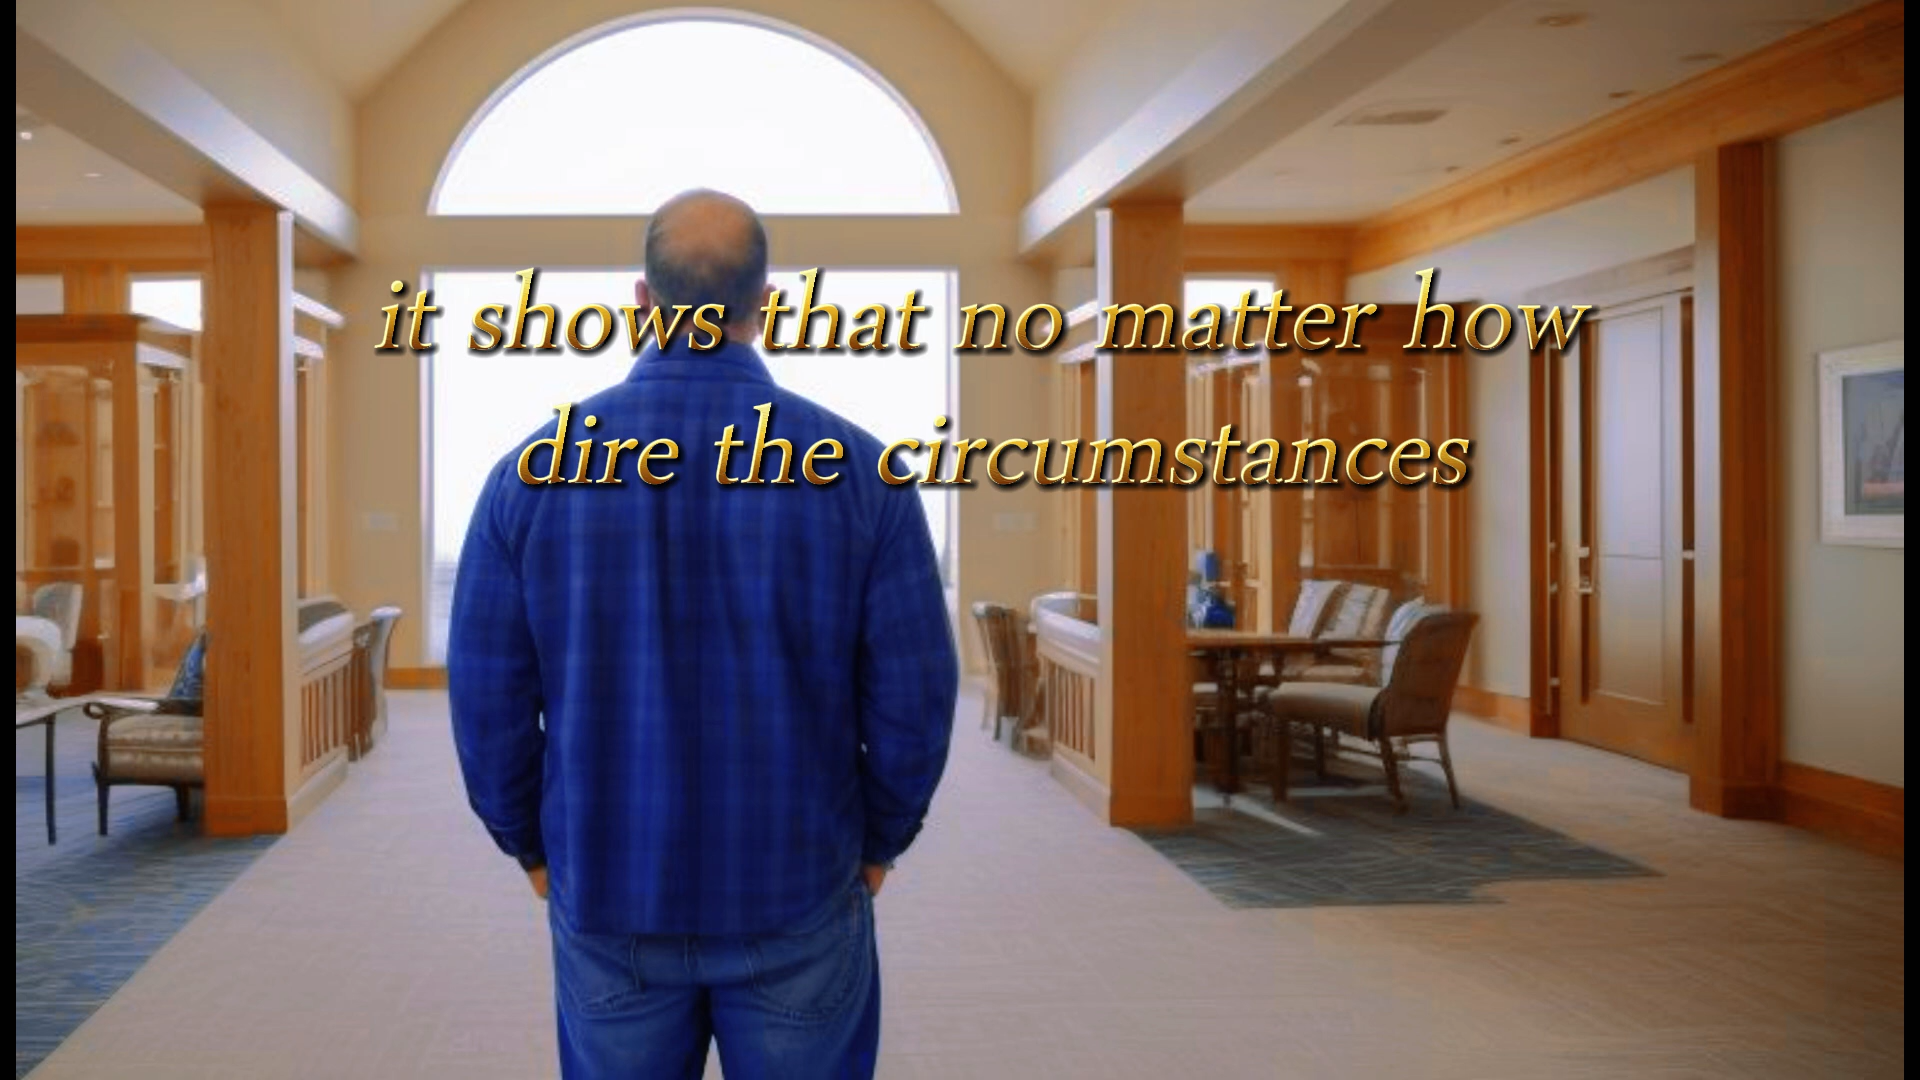 it shows that no matter how
dire the circumstances